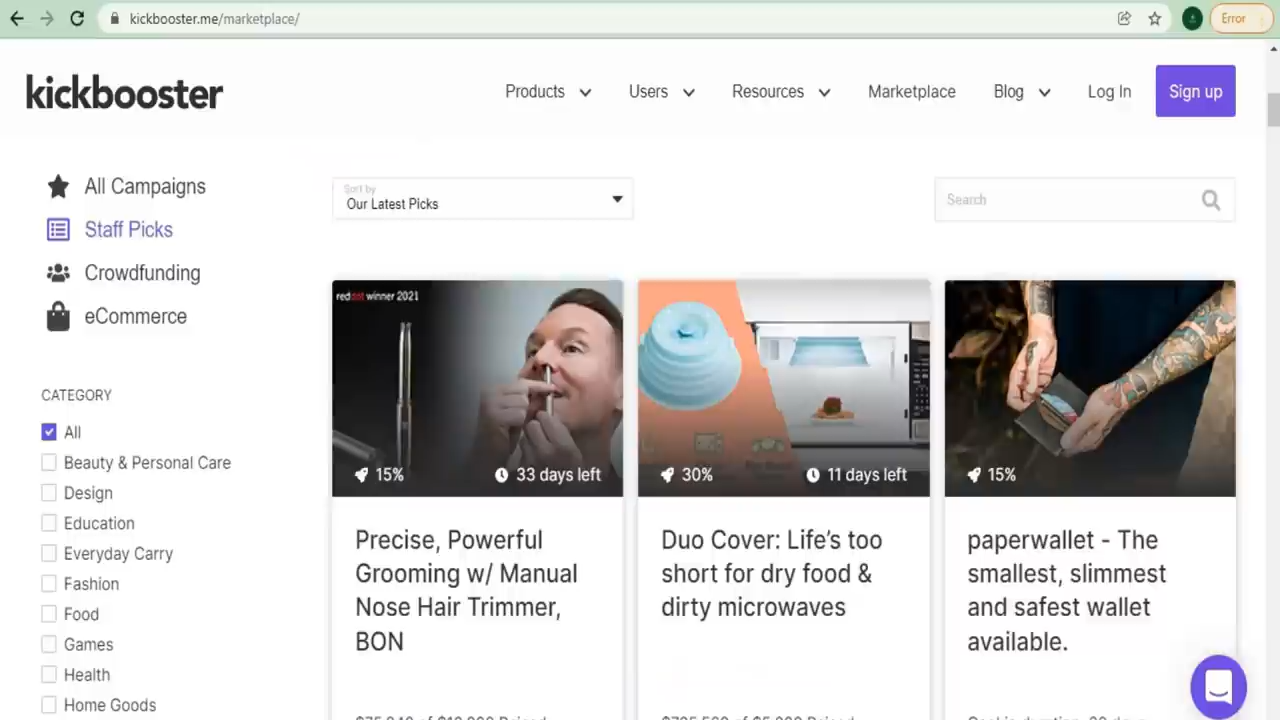 kickbooster.me/marketplace/
Error
kickbooster
Products
Users
Resources
Marketplace
Blog
Log In
Sign up
All Campaigns
Staff Picks
Crowdfunding
eCommerce
CATEGORY
All
Beauty & Personal Care
Design
Education
Everyday Carry
Fashion
Food
Games
Health
Home Goods
Sort by
Our Latest Picks
Search
reddot winner 2021
15%
33 days left
Precise, Powerful
Grooming w/ Manual
Nose Hair Trimmer,
BON
30%
11 days left
Duo Cover: Life's too
short for dry food &
dirty microwaves
15%
paperwallet - The
smallest, slimmest
and safest wallet
available.